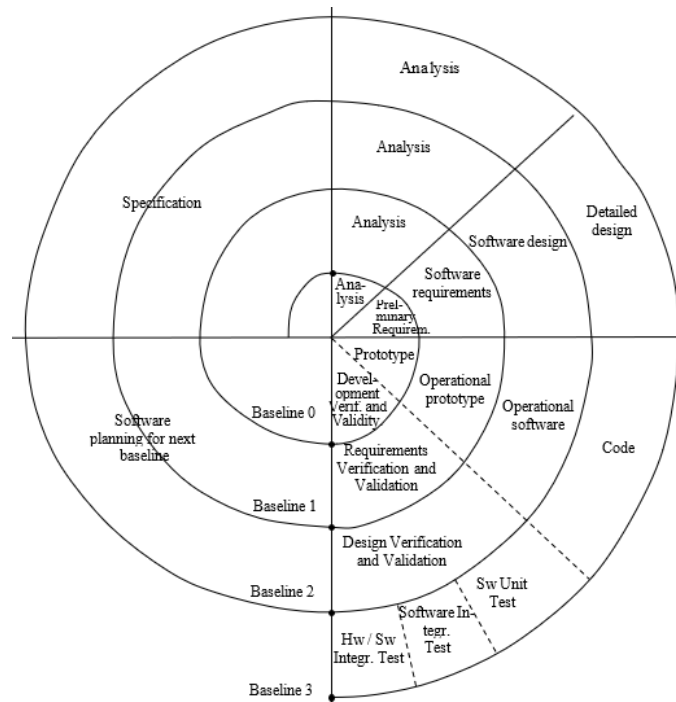 Analysis
Analysis
Specification
Detailed
design
Analysis
Software design
Software
requirements
Ana-
lysis
Prel-
minary
Requirem.
Prototype
Devel-
opment
Verif. and
Validity
Operational
prototype
Baseline 0
Operational
software
Software
planning for next
baseline
Code
Requirements
Verification and
Validation
Baseline 1
Design Verification
and Validation
Baseline 2
Sw Unit
Test
Software In-
tegr.
Test
Hw / Sw
Integr. Test
Baseline 3